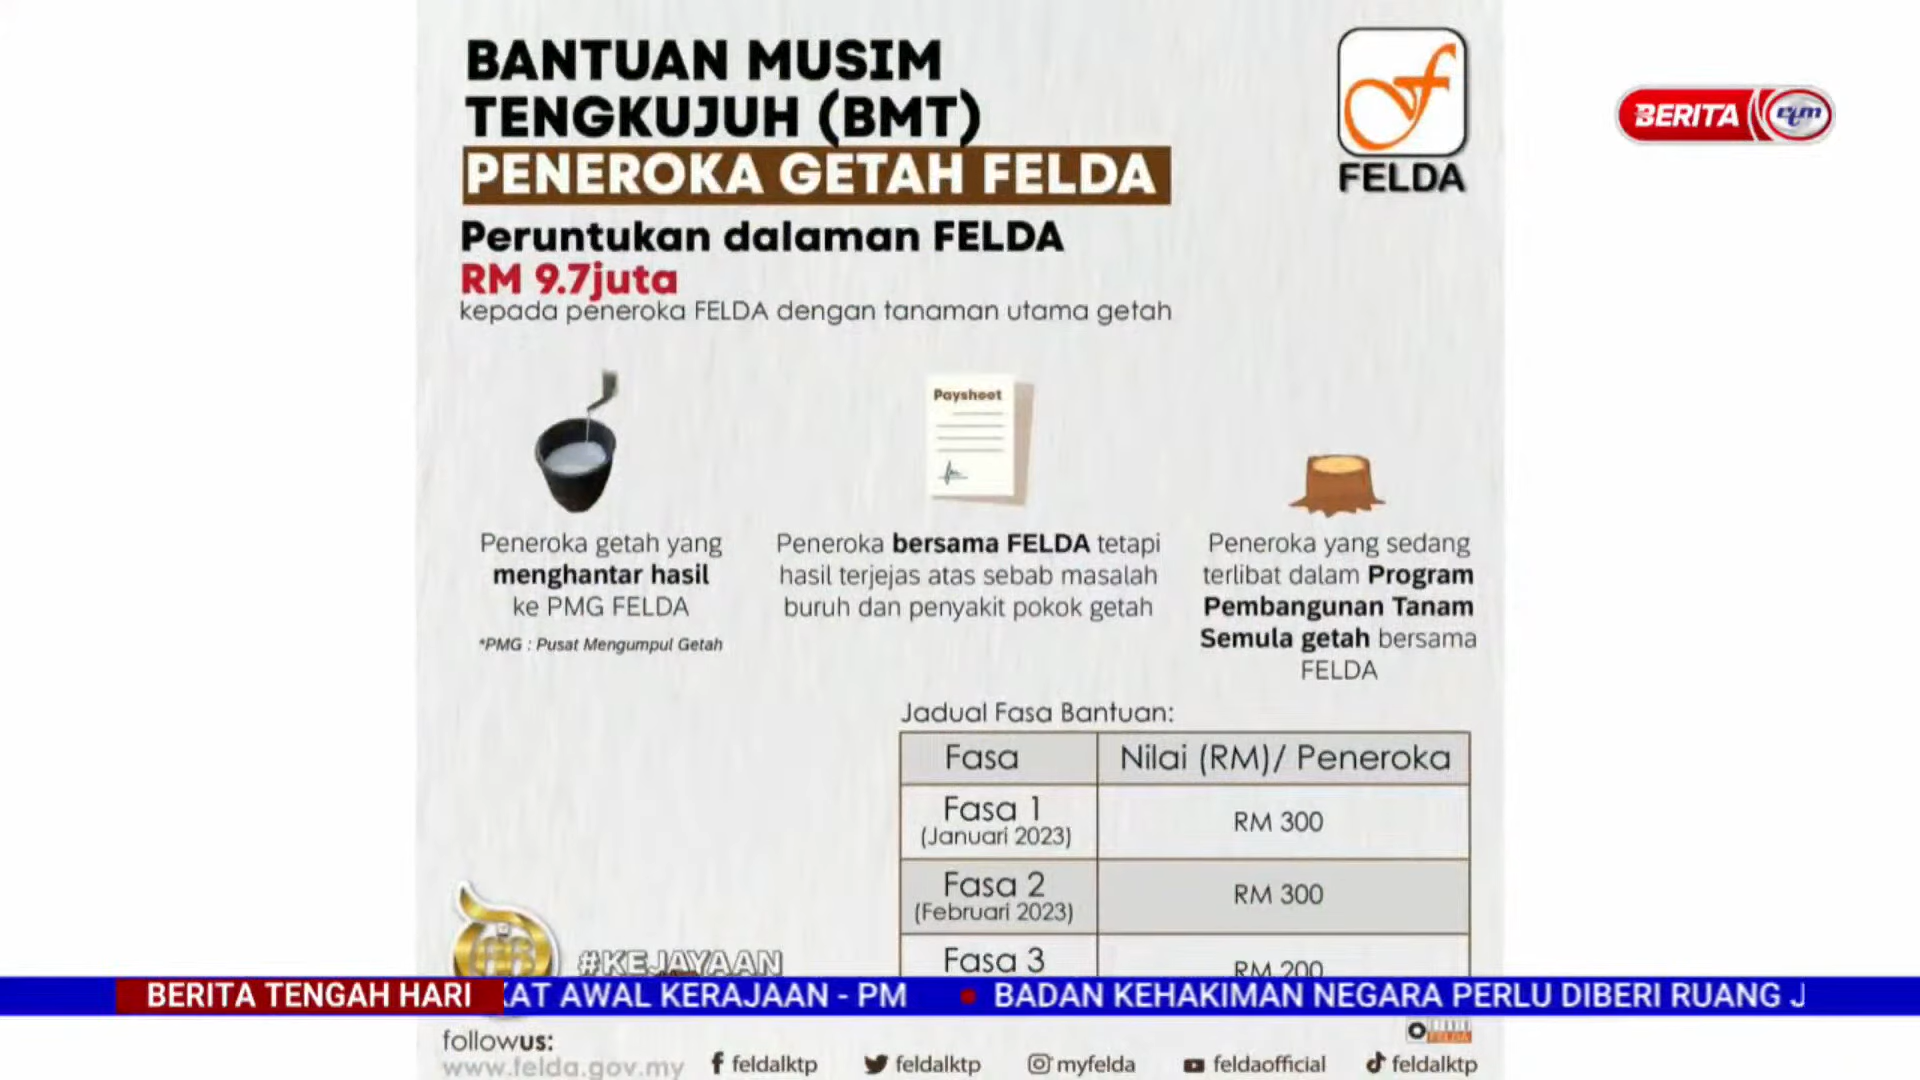 BANTUAN MUSIM
TENGKUJUH (BMT)
PENEROKA GETAH FELDA
FELDA
BERITA rtm
Peruntukan dalaman FELDA
RM 9.7juta
kepada peneroka FELDA dengan tanaman utama getah
Paysheet
Peneroka getah yang
menghantar hasil
ke PMG FELDA
*PMG : Pusat Mengumpul Getah
Peneroka bersama FELDA tetapi
hasil terjejas atas sebab masalah
buruh dan penyakit pokok getah
Peneroka yang sedang
terlibat dalam Program
Pembangunan Tanam
Semula getah bersama
FELDA
Jadual Fasa Bantuan:
Fasa Nilai (RM)/ Peneroka
Fasa 1
(Januari 2023)
RM 300
Fasa 2
(Februari 2023)
RM 300
Fasa 3
RM 200
#KEJAYAAN
BERITA TENGAH HARI KAT AWAL KERAJAAN - PM BADAN KEHAKIMAN NEGARA PERLU DIBERI RUANG J
FELDA
followus:
www.felda.gov.my
feldalktp feldalktp myfelda feldaofficial feldalktp